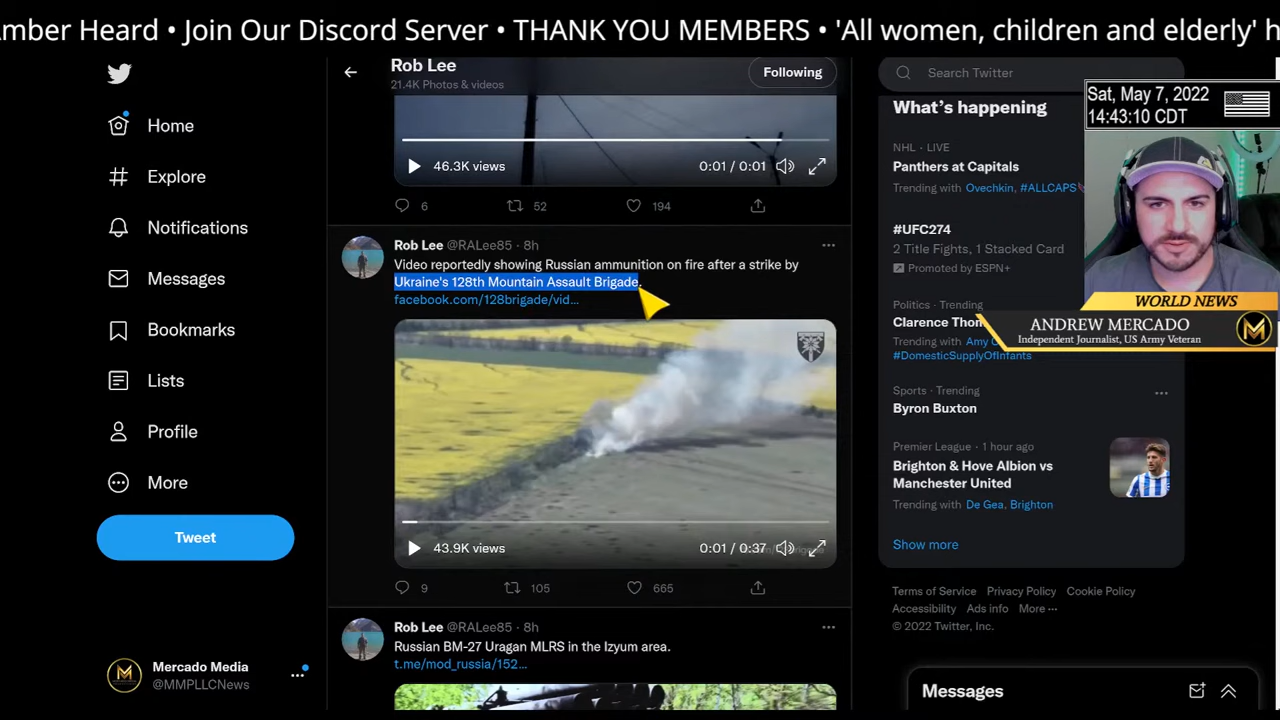 Amber Heard • Join Our Discord Server • THANK YOU MEMBERS • 'All women, children and elderly' h
Home
Explore
Notifications
Messages
Bookmarks
Lists
Profile
More
Tweet
Mercado Media
@MMPLLCNews
Rob Lee
21.4K Photos & videos
Following
46.3K views
0:01 / 0:01
6
52
194
Rob Lee @RALee85 · 8h
Video reportedly showing Russian ammunition on fire after a strike by
Ukraine's 128th Mountain Assault Brigade.
facebook.com/128brigade/vid...
43.9K views
0:01 / 0:37
9
105
665
Rob Lee @RALee85 · 8h
Russian BM-27 Uragan MLRS in the Izyum area.
t.me/mod_russia/152...
Search Twitter
What's happening
NHL · LIVE
Panthers at Capitals
Trending with Ovechkin, #ALLCAPS
#UFC274
2 Title Fights, 1 Stacked Card
Promoted by ESPN+
Politics · Trending
Clarence Thom
Trending with Amy C
#DomesticSupplyOfInfants
Sports · Trending
Byron Buxton
Premier League · 1 hour ago
Brighton & Hove Albion vs
Manchester United
Trending with De Gea, Brighton
Show more
Terms of Service Privacy Policy Cookie Policy
Accessibility Ads info More ···
© 2022 Twitter, Inc.
Messages
Sat, May 7, 2022
14:43:10 CDT
WORLD NEWS
ANDREW MERCADO
Independent Journalist, US Army Veteran